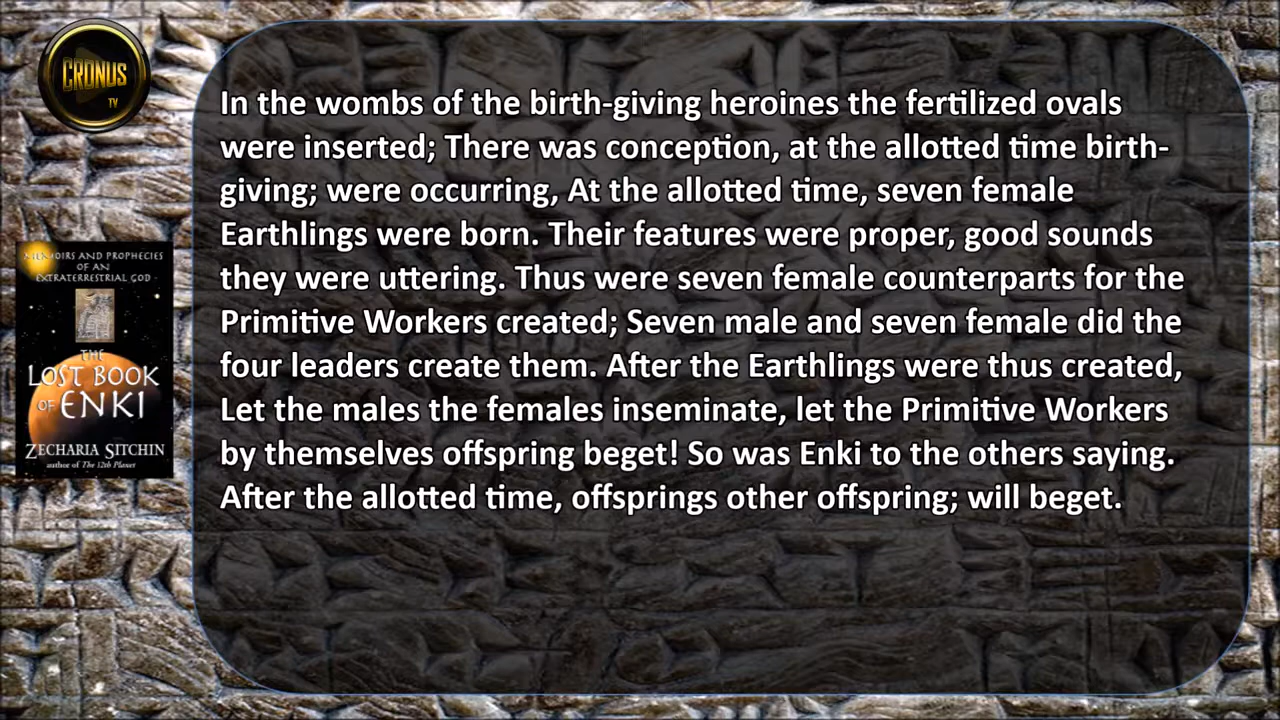 CRONUS
TV
In the wombs of the birth-giving heroines the fertilized ovals
were inserted; There was conception, at the allotted time birth-
giving; were occurring, At the allotted time, seven female
Earthlings were born. Their features were proper, good sounds
they were uttering. Thus were seven female counterparts for the
Primitive Workers created; Seven male and seven female did the
four leaders create them. After the Earthlings were thus created,
Let the males the females inseminate, let the Primitive Workers
by themselves offspring beget! So was Enki to the others saying.
After the allotted time, offsprings other offspring; will beget.
MEMOIRS AND PROPHECIES
OF AN
EXTRATERRESTRIAL GOD
THE
LOST BOOK
OF ENKI
ZECHARIA SITCHIN
author of The 12th Planet